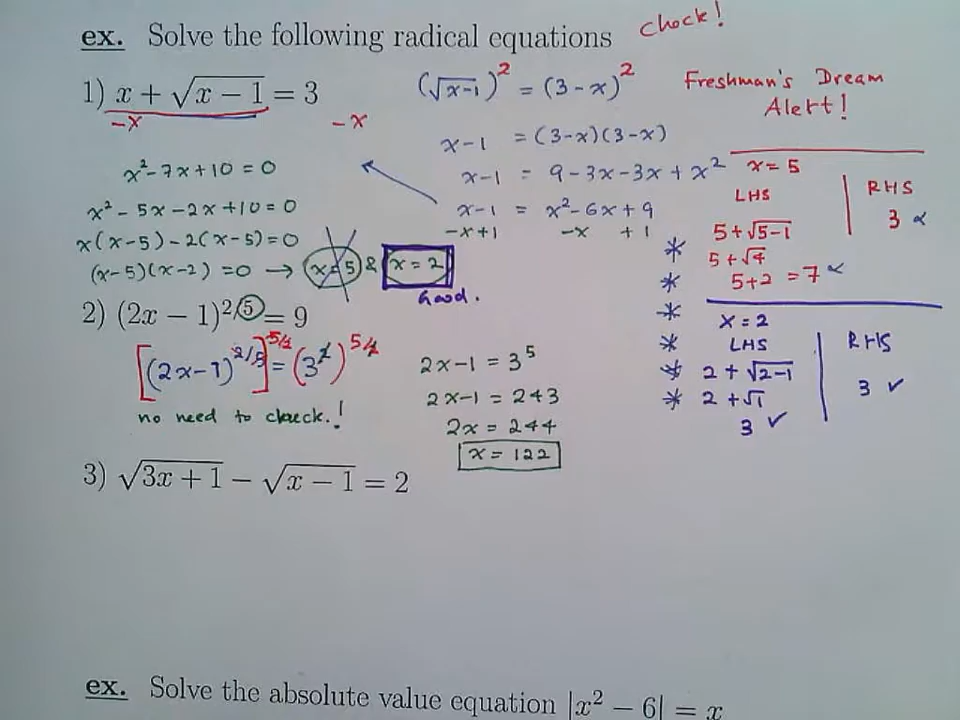 ex. Solve the following radical equations
Check!
1) x + √(x − 1) = 3
−x −x
(√(x−1))² = (3−x)²
x−1 = (3−x)(3−x)
x−1 = 9 − 3x − 3x + x²
x−1 = x² − 6x + 9
−x+1 −x +1
x² − 7x + 10 = 0
x² − 5x − 2x + 10 = 0
x(x−5) − 2(x−5) = 0
(x−5)(x−2) = 0 → x = 5 & x = 2
Good.
Freshman's Dream
Alert!
x = 5
LHS RHS
5+√(5−1) 3 ×
5+√4
5+2 = 7 ×
x = 2
LHS RHS
2+√(2−1) 3 ✓
2+√1
3 ✓
*
*
*
*
*
*
2) (2x − 1)^(2/5) = 9
[(2x−1)^(2/5)]^(5/2) = (3²)^(5/2)
no need to check.!
2x−1 = 3⁵
2x−1 = 243
2x = 244
x = 122
3) √(3x + 1) − √(x − 1) = 2
ex. Solve the absolute value equation |x² − 6| = x